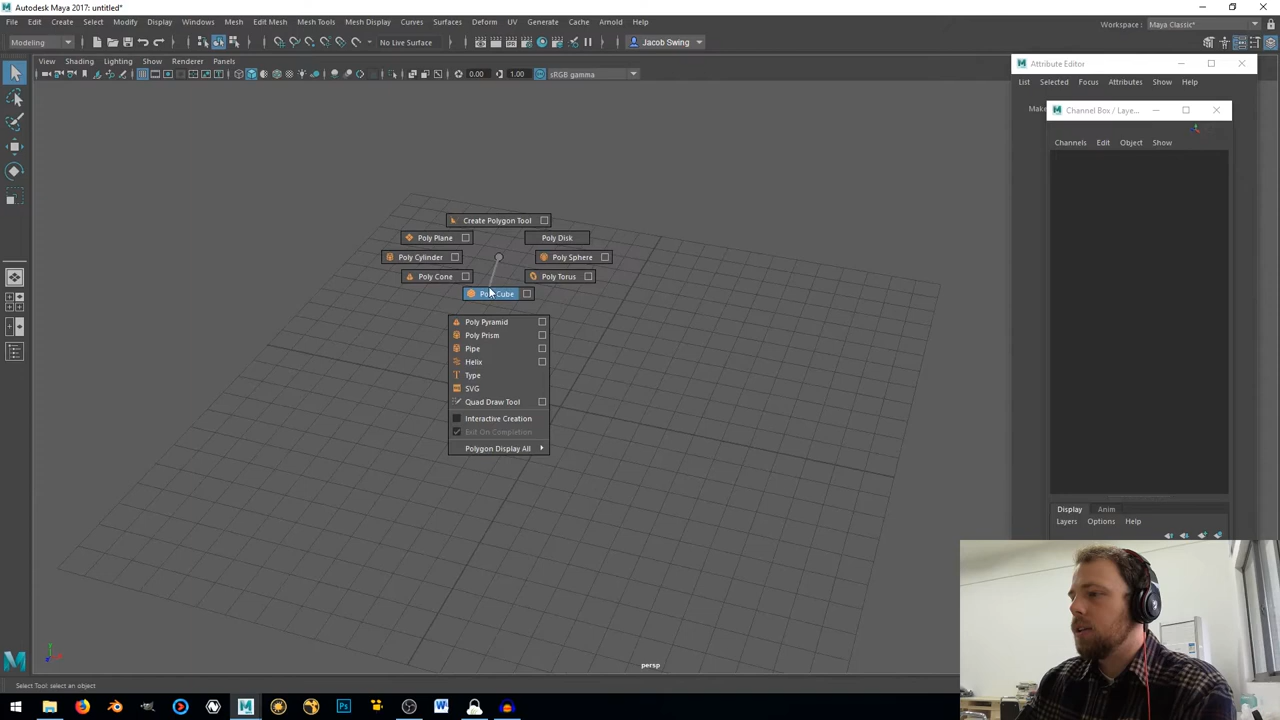 Autodesk Maya 2017: untitled*
File Edit Create Select Modify Display Windows Mesh Edit Mesh Mesh Tools Mesh Display Curves Surfaces Deform UV Generate Cache Arnold Help
Workspace: Maya Classic*
Modeling No Live Surface Jacob Swing
View Shading Lighting Show Renderer Panels
0.00 1.00 sRGB gamma
Attribute Editor
List Selected Focus Attributes Show Help
Make
Channel Box / Laye...
Channels Edit Object Show
Create Polygon Tool
Poly Plane Poly Disk
Poly Cylinder Poly Sphere
Poly Cone Poly Torus
Poly Cube
Poly Pyramid
Poly Prism
Pipe
Helix
Type
SVG
Quad Draw Tool
Interactive Creation
Exit On Completion
Polygon Display All
Display Anim
Layers Options Help
persp
Select Tool: select an object